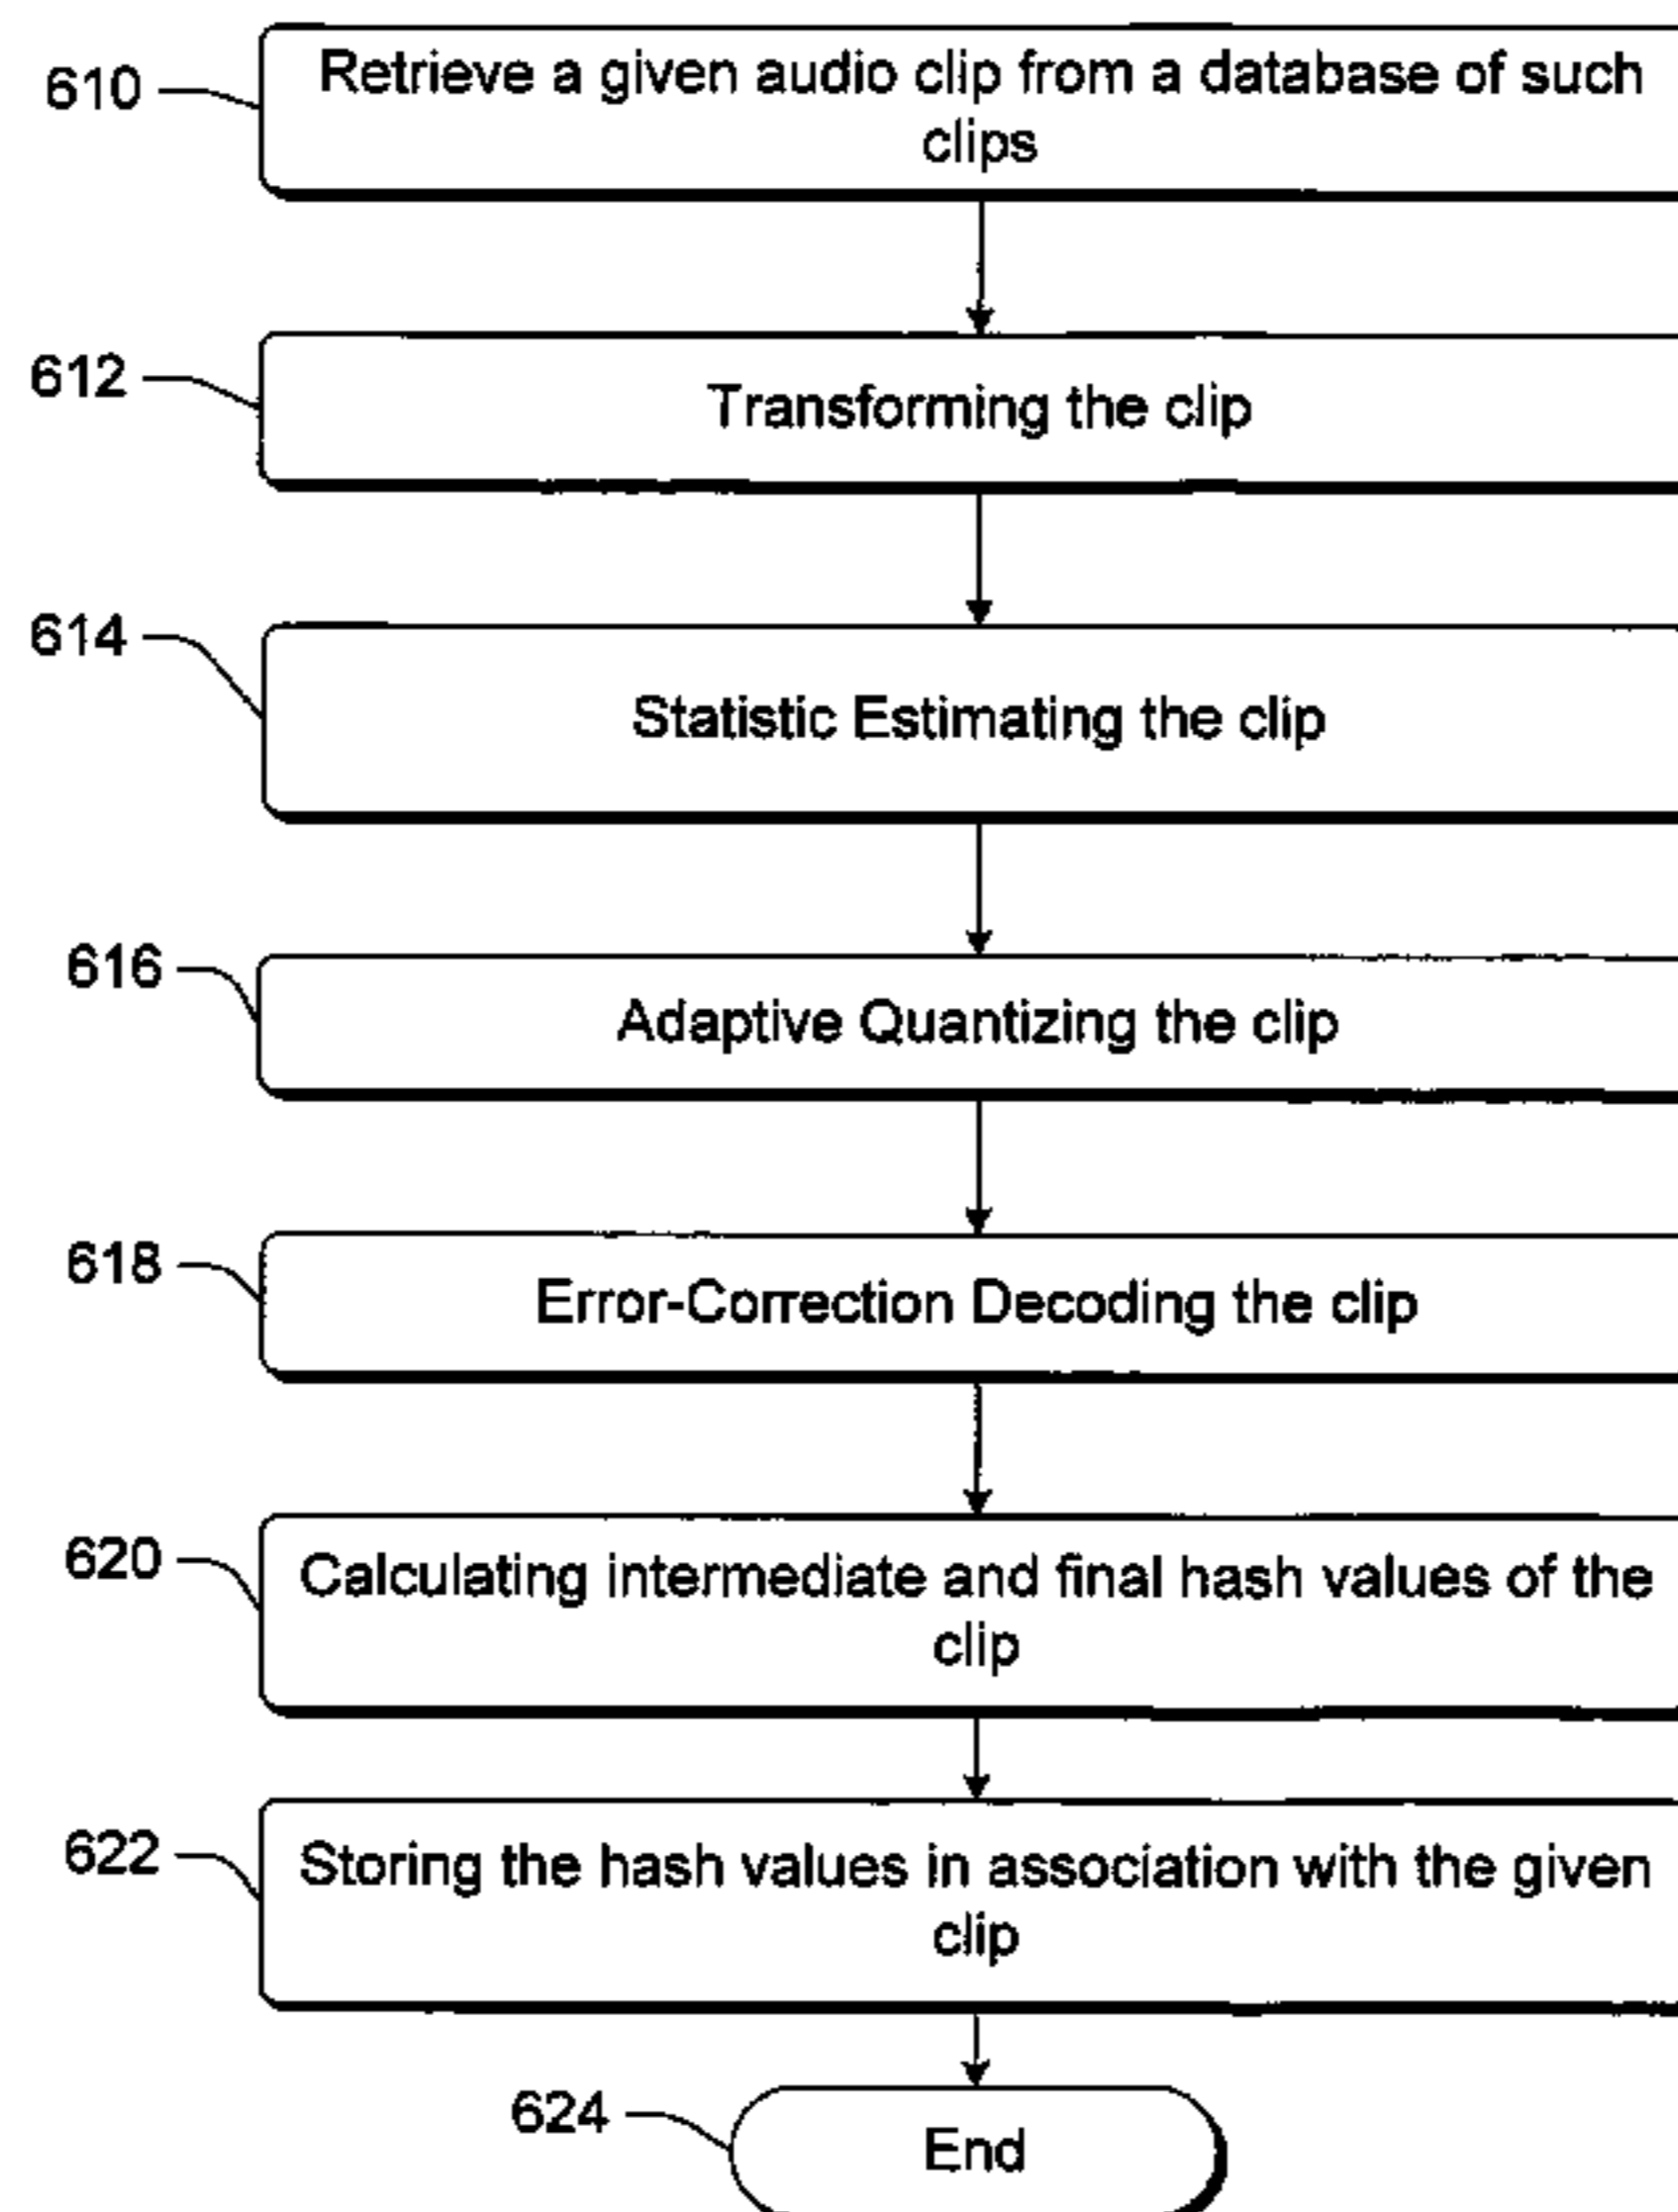 610
Retrieve a given audio clip from a database of such
clips
612
Transforming the clip
614
Statistic Estimating the clip
616
Adaptive Quantizing the clip
618
Error-Correction Decoding the clip
620
Calculating intermediate and final hash values of the
clip
622
Storing the hash values in association with the given
clip
624
End